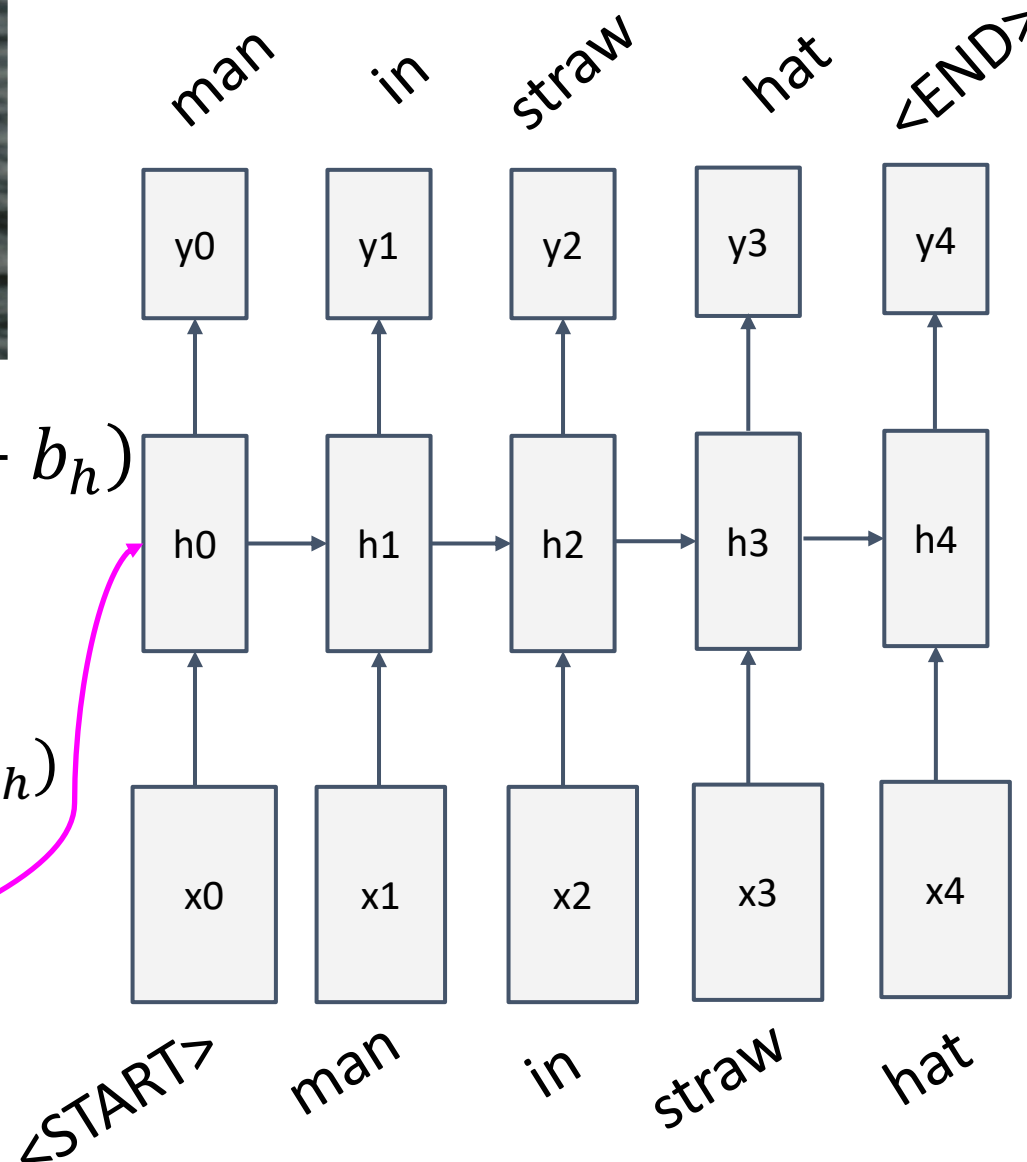 man in straw hat <END>
y0 y1 y2 y3 y4
b_h)
h0 h1 h2 h3 h4
h)
x0 x1 x2 x3 x4
<START> man in straw hat